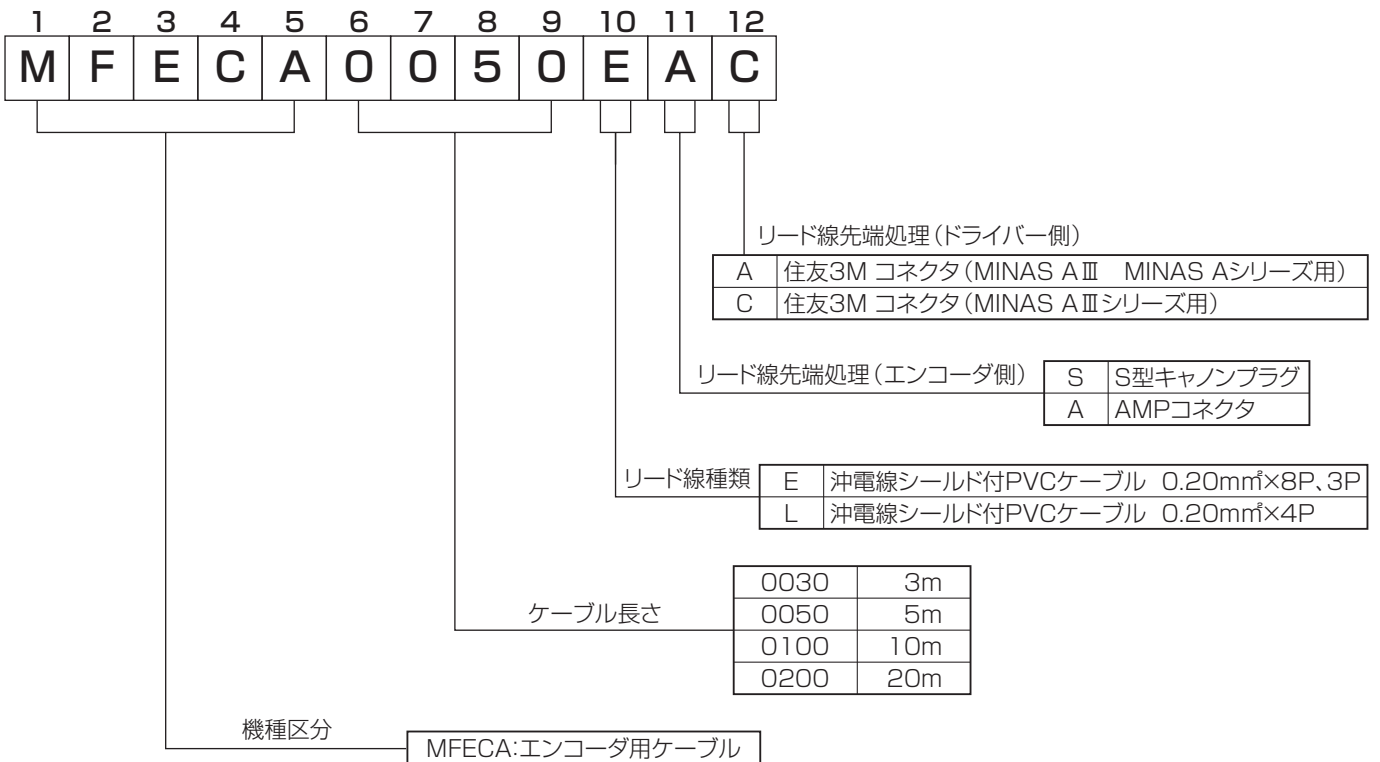 1 2 3 4 5 6 7 8 9 10 11 12
M F E C A 0 0 5 0 E A C
リード線先端処理（ドライバー側）
A 住友3M コネクタ（MINAS AⅢ　MINAS Aシリーズ用）
C 住友3M コネクタ（MINAS AⅢシリーズ用）
リード線先端処理（エンコーダ側）
S S型キャノンプラグ
A AMPコネクタ
リード線種類
E 沖電線シールド付PVCケーブル 0.20mm²×8P、3P
L 沖電線シールド付PVCケーブル 0.20mm²×4P
ケーブル長さ
0030 3m
0050 5m
0100 10m
0200 20m
機種区分
MFECA:エンコーダ用ケーブル